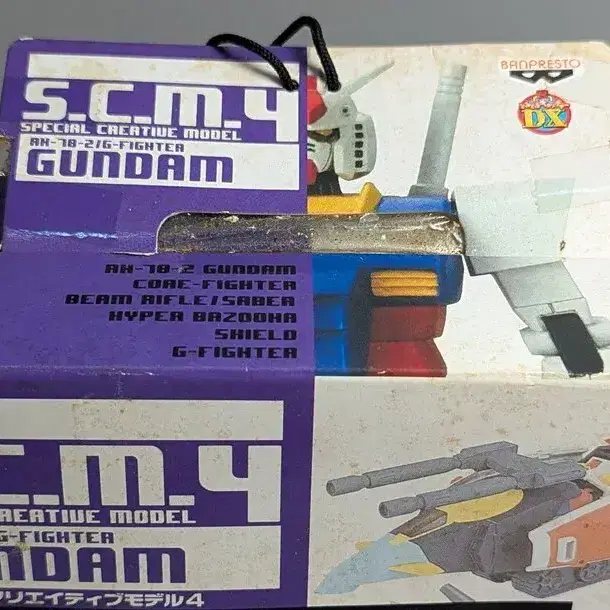 S.C.M.4
SPECIAL CREATIVE MODEL
RX-78-2/G-FIGHTER
GUNDAM
BANPRESTO
DX
RX-78-2 GUNDAM
CORE-FIGHTER
BEAM RIFLE/SABER
HYPER BAZOOKA
SHIELD
G-FIGHTER
C.M.4
CREATIVE MODEL
G-FIGHTER
NDAM
クリエイティブモデル4